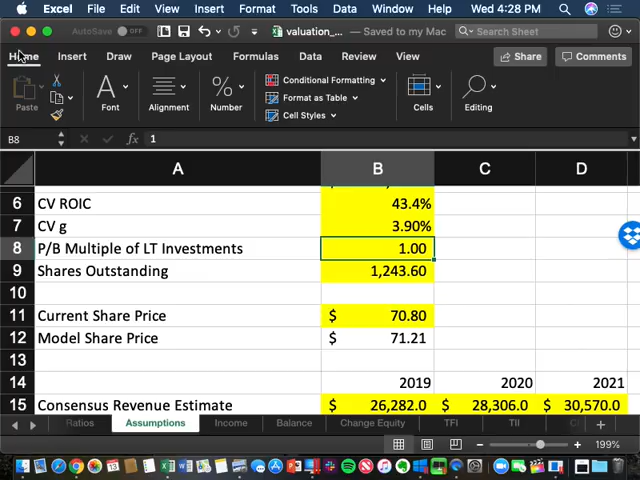 Excel File Edit View Insert Format Tools Data Window Help Wed 4:28 PM
AutoSave OFF valuation_... — Saved to my Mac Search Sheet
Home Insert Draw Page Layout Formulas Data Review View Share Comments
Paste Font Alignment Number Conditional Formatting Format as Table Cell Styles Cells Editing
B8 fx 1
A B C D
6 CV ROIC 43.4%
7 CV g 3.90%
8 P/B Multiple of LT Investments 1.00
9 Shares Outstanding 1,243.60
10
11 Current Share Price $ 70.80
12 Model Share Price $ 71.21
13
14 2019 2020 2021
15 Consensus Revenue Estimate $ 26,282.0 $ 28,306.0 $ 30,570.0
Ratios Assumptions Income Balance Change Equity TFI TII
199%